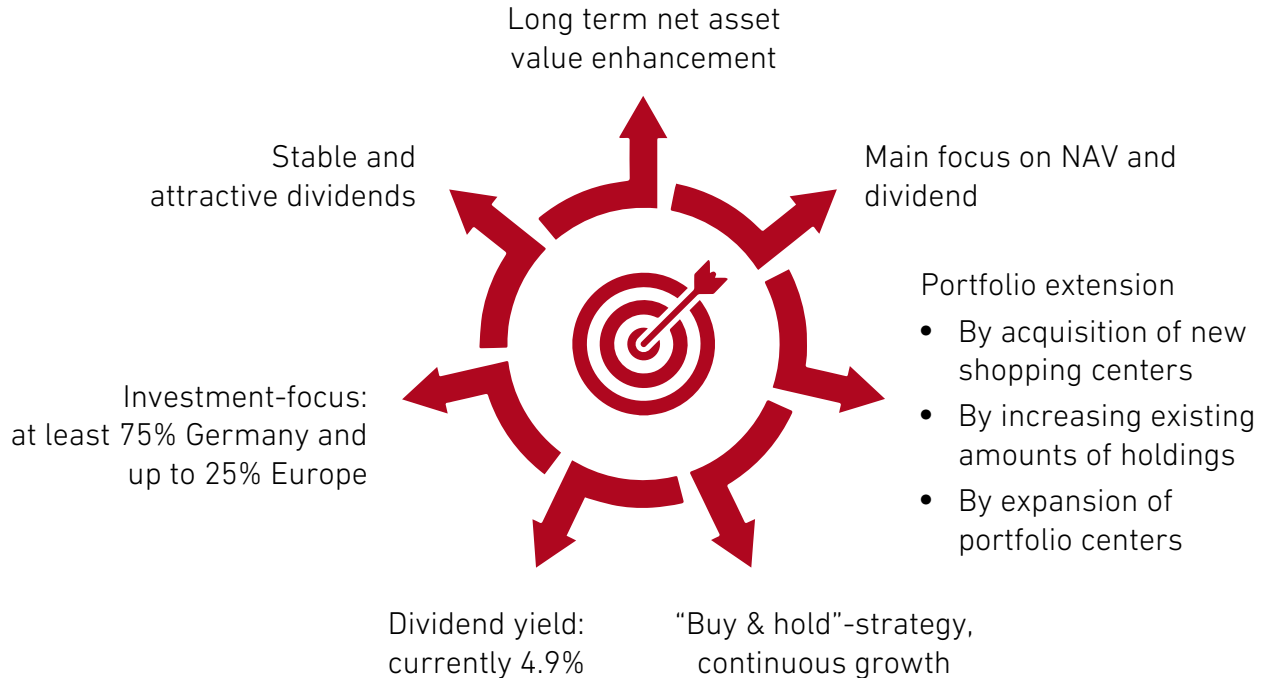 Long term net asset
value enhancement
Stable and
attractive dividends
Main focus on NAV and
dividend
Portfolio extension
• By acquisition of new
shopping centers
• By increasing existing
amounts of holdings
• By expansion of
portfolio centers
Investment-focus:
at least 75% Germany and
up to 25% Europe
Dividend yield:
currently 4.9%
“Buy & hold”-strategy,
continuous growth